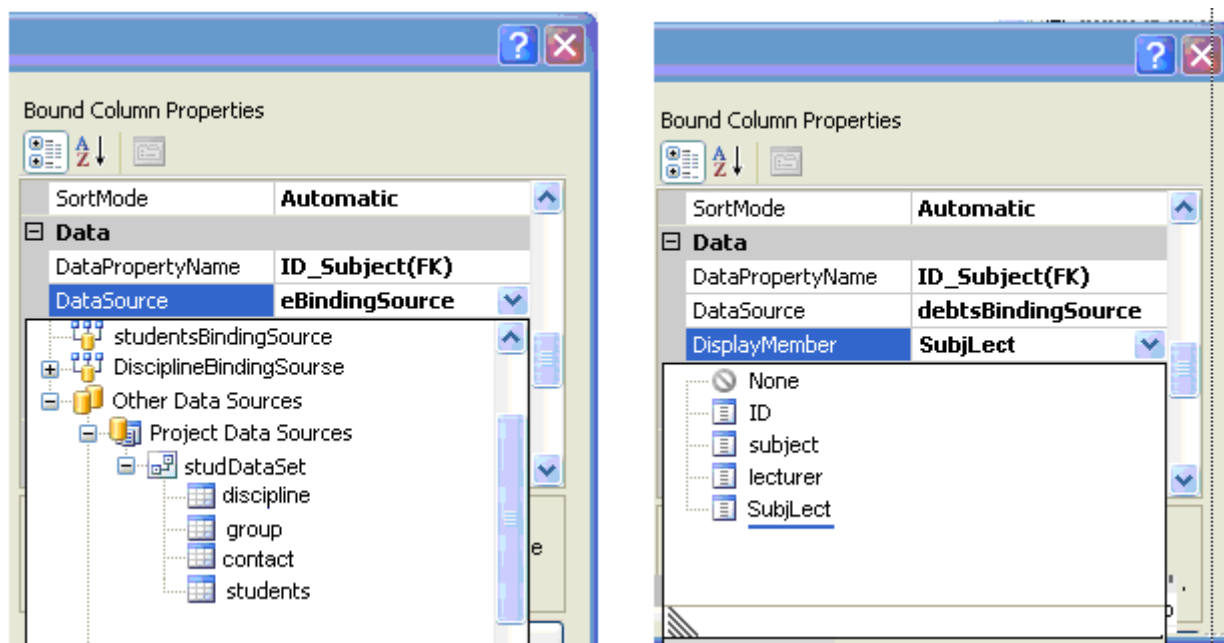 Bound Column Properties
SortMode Automatic
Data
DataPropertyName ID_Subject(FK)
DataSource eBindingSource
studentsBindingSource
DisciplineBindingSourse
Other Data Sources
Project Data Sources
studDataSet
discipline
group
contact
students
e
Bound Column Properties
SortMode Automatic
Data
DataPropertyName ID_Subject(FK)
DataSource debtsBindingSource
DisplayMember SubjLect
None
ID
subject
lecturer
SubjLect